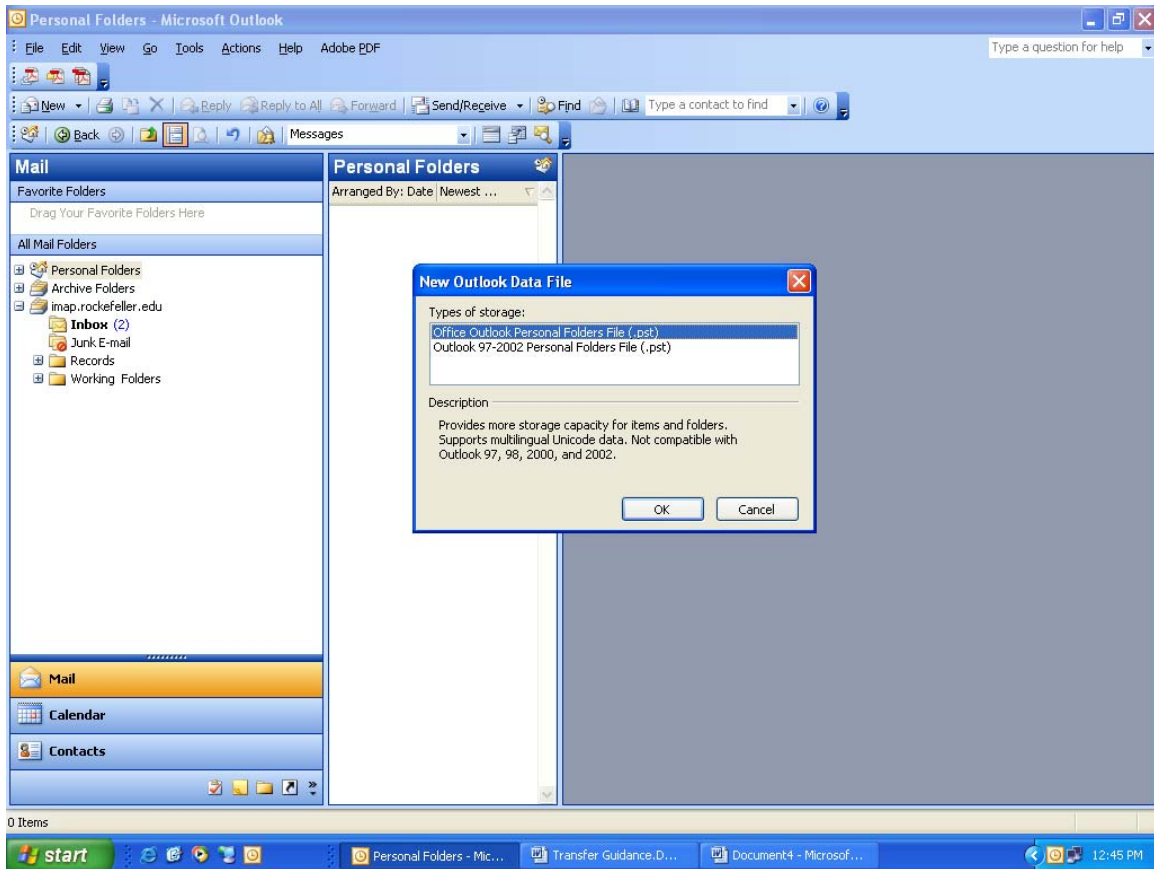 Personal Folders - Microsoft Outlook
File Edit View Go Tools Actions Help Adobe PDF Type a question for help
New Reply Reply to All Forward Send/Receive Find Type a contact to find
Back Messages
Mail
Favorite Folders
Drag Your Favorite Folders Here
All Mail Folders
Personal Folders
Archive Folders
imap.rockefeller.edu
Inbox (2)
Junk E-mail
Records
Working Folders
Mail
Calendar
Contacts
Personal Folders
Arranged By: Date Newest ...
New Outlook Data File
Types of storage:
Office Outlook Personal Folders File (.pst)
Outlook 97-2002 Personal Folders File (.pst)
Description
Provides more storage capacity for items and folders.
Supports multilingual Unicode data. Not compatible with
Outlook 97, 98, 2000, and 2002.
OK Cancel
0 Items
start Personal Folders - Mic... Transfer Guidance.D... Document4 - Microsof... 12:45 PM